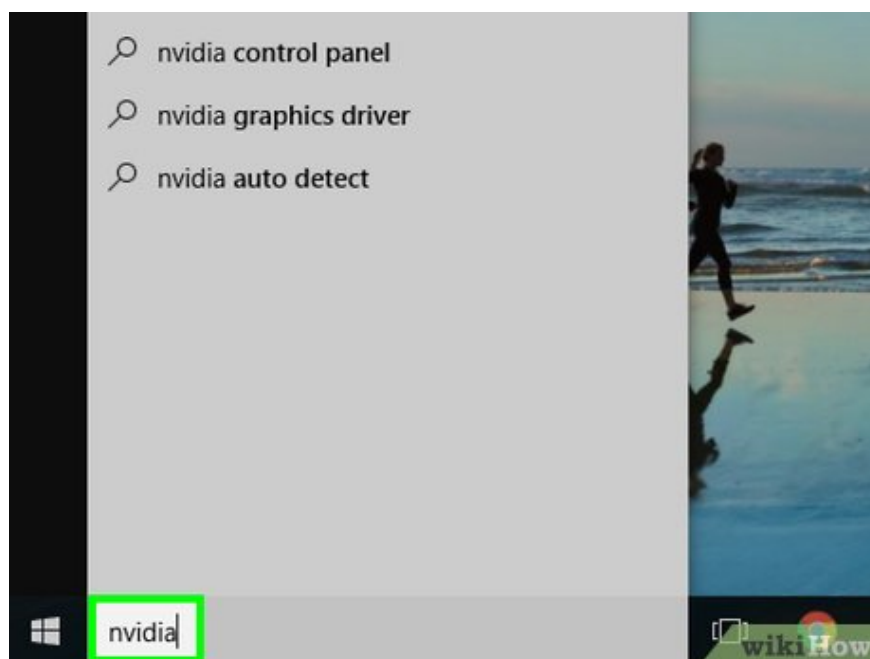 nvidia control panel
nvidia graphics driver
nvidia auto detect
nvidia
wikiHow